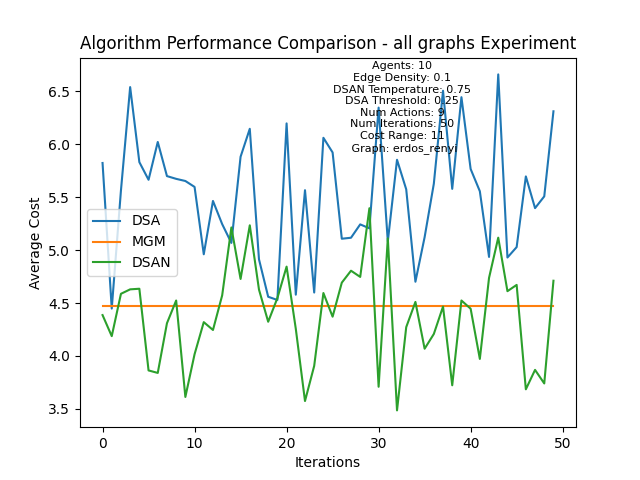 Algorithm Performance Comparison - all graphs Experiment
Agents: 10
Edge Density: 0.1
DSAN Temperature: 0.75
DSA Threshold: 0.25
Num Actions: 9
Num Iterations: 50
Cost Range: 11
Graph: erdos_renyi
6.5
6.0
5.5
5.0
4.5
4.0
3.5
Average Cost
DSA
MGM
DSAN
0
10
20
30
40
50
Iterations